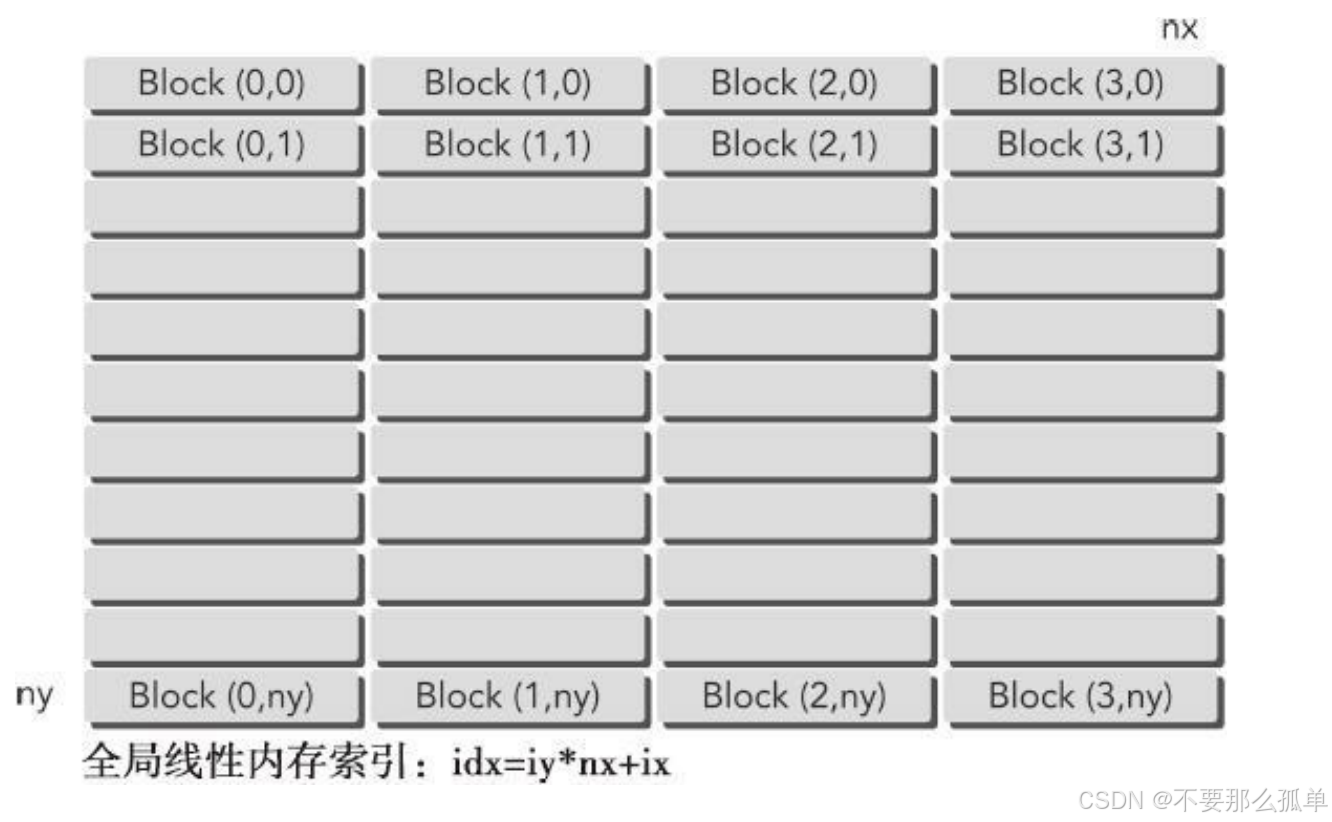 nx
Block (0,0) Block (1,0) Block (2,0) Block (3,0)
Block (0,1) Block (1,1) Block (2,1) Block (3,1)
ny Block (0,ny) Block (1,ny) Block (2,ny) Block (3,ny)
全局线性内存索引：idx=iy*nx+ix
CSDN @不要那么孤单